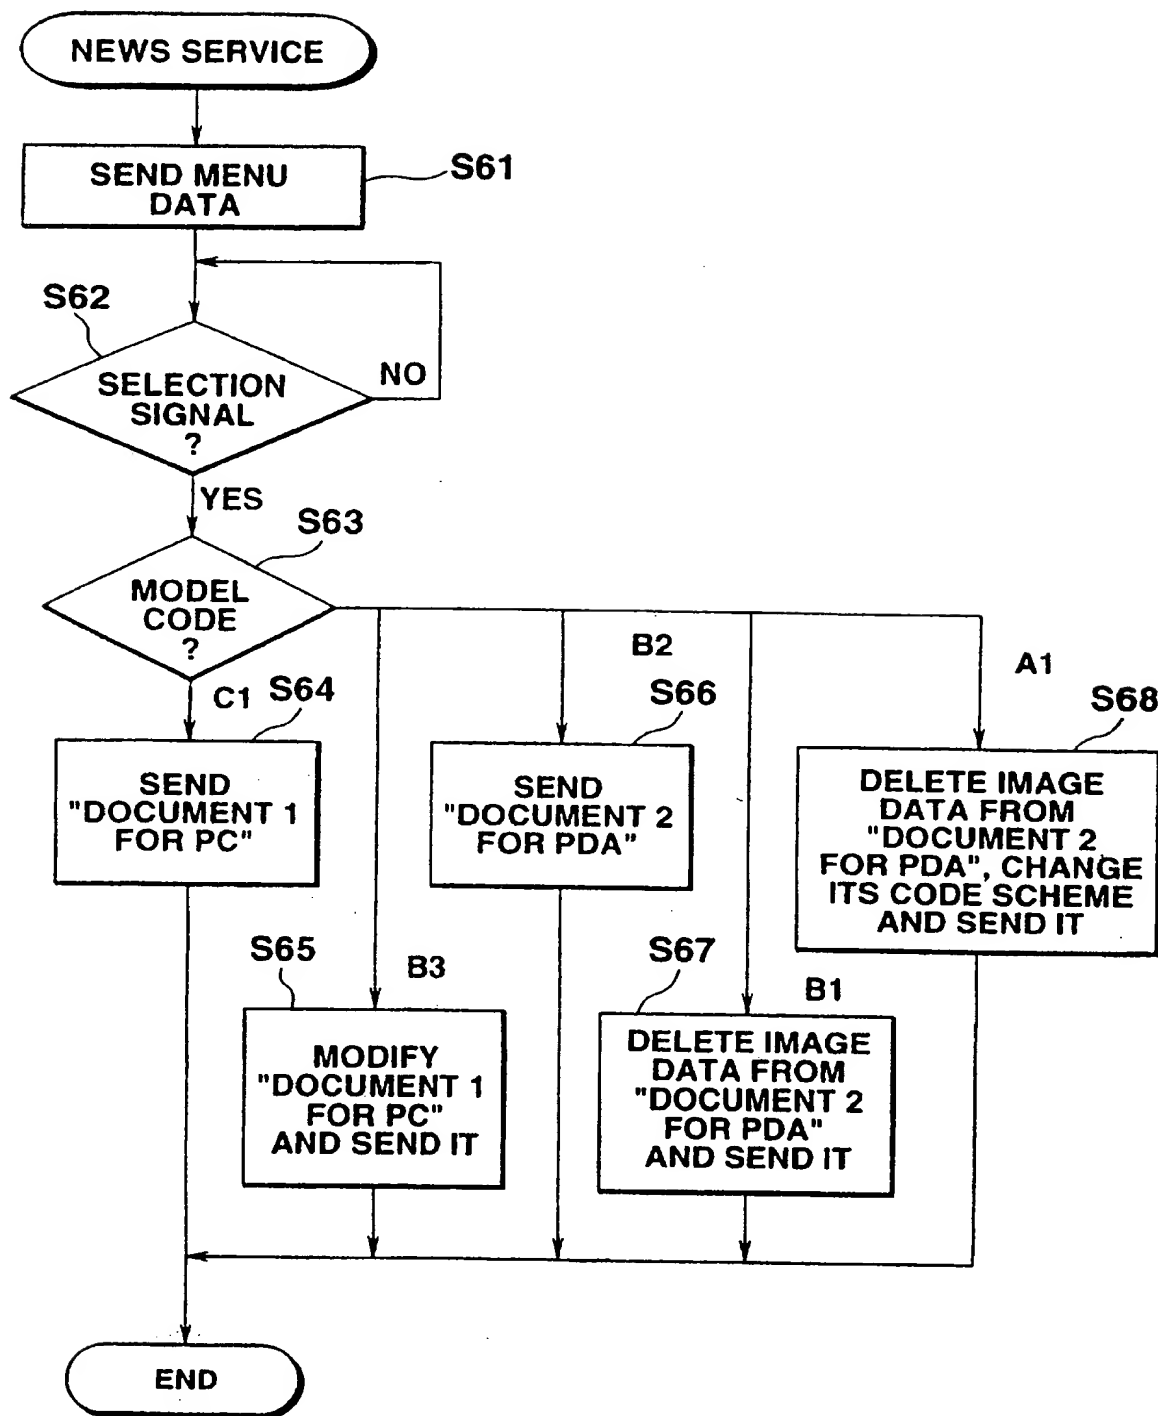 NEWS SERVICE
SEND MENU
DATA
S61
S62
SELECTION
SIGNAL
?
NO
YES
S63
MODEL
CODE
?
C1
S64
SEND
"DOCUMENT 1
FOR PC"
B2
S66
SEND
"DOCUMENT 2
FOR PDA"
A1
S68
DELETE IMAGE
DATA FROM
"DOCUMENT 2
FOR PDA", CHANGE
ITS CODE SCHEME
AND SEND IT
S65
B3
MODIFY
"DOCUMENT 1
FOR PC"
AND SEND IT
S67
B1
DELETE IMAGE
DATA FROM
"DOCUMENT 2
FOR PDA"
AND SEND IT
END